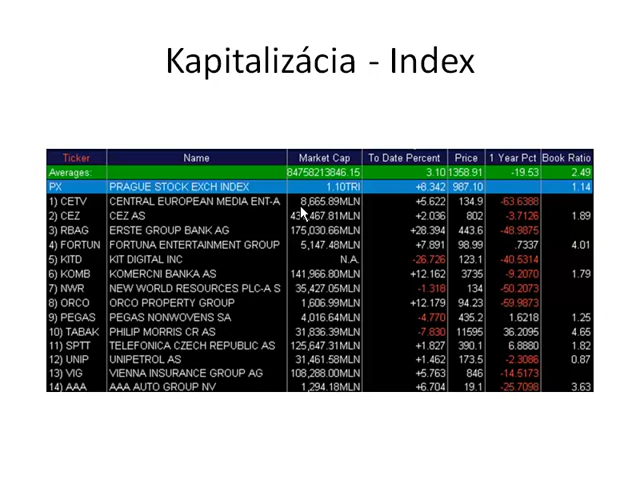 Kapitalizácia - Index
Ticker Name Market Cap To Date Percent Price 1 Year Pct Book Ratio
Averages: 84758213846.15 3.10 1358.91 -19.53 2.49
PX PRAGUE STOCK EXCH INDEX 1.10TRI +8.342 987.10 1.14
1) CETV CENTRAL EUROPEAN MEDIA ENT-A 8,665.89MLN +5.622 134.9 -63.6388
2) CEZ CEZ AS +2.036 802 -3.7126 1.89
3) RBAG ERSTE GROUP BANK AG 175,030.66MLN +28.394 443.6 -48.9875
4) FORTUN FORTUNA ENTERTAINMENT GROUP 5,147.48MLN +7.891 98.99 .7337 4.01
5) KITD KIT DIGITAL INC N.A. -26.726 123.1 -40.5314
6) KOMB KOMERCNI BANKA AS 141,966.80MLN +12.162 3735 -9.2070 1.79
7) NWR NEW WORLD RESOURCES PLC-A S 35,427.05MLN -1.318 134 -50.2073
8) ORCO ORCO PROPERTY GROUP 1,606.99MLN +12.179 94.23 -59.9873
9) PEGAS PEGAS NONWOVENS SA 4,016.64MLN -4.770 435.2 1.6218 1.25
10) TABAK PHILIP MORRIS CR AS 31,836.39MLN -7.830 11595 36.2095 4.65
11) SPTT TELEFONICA CZECH REPUBLIC AS 125,647.31MLN +1.827 390.1 6.8880 1.82
12) UNIP UNIPETROL AS 31,461.58MLN +1.462 173.5 -2.3086 0.87
13) VIG VIENNA INSURANCE GROUP AG 108,288.00MLN +5.763 846 -14.5173
14) AAA AAA AUTO GROUP NV 1,294.18MLN +6.704 19.1 -25.7098 3.63